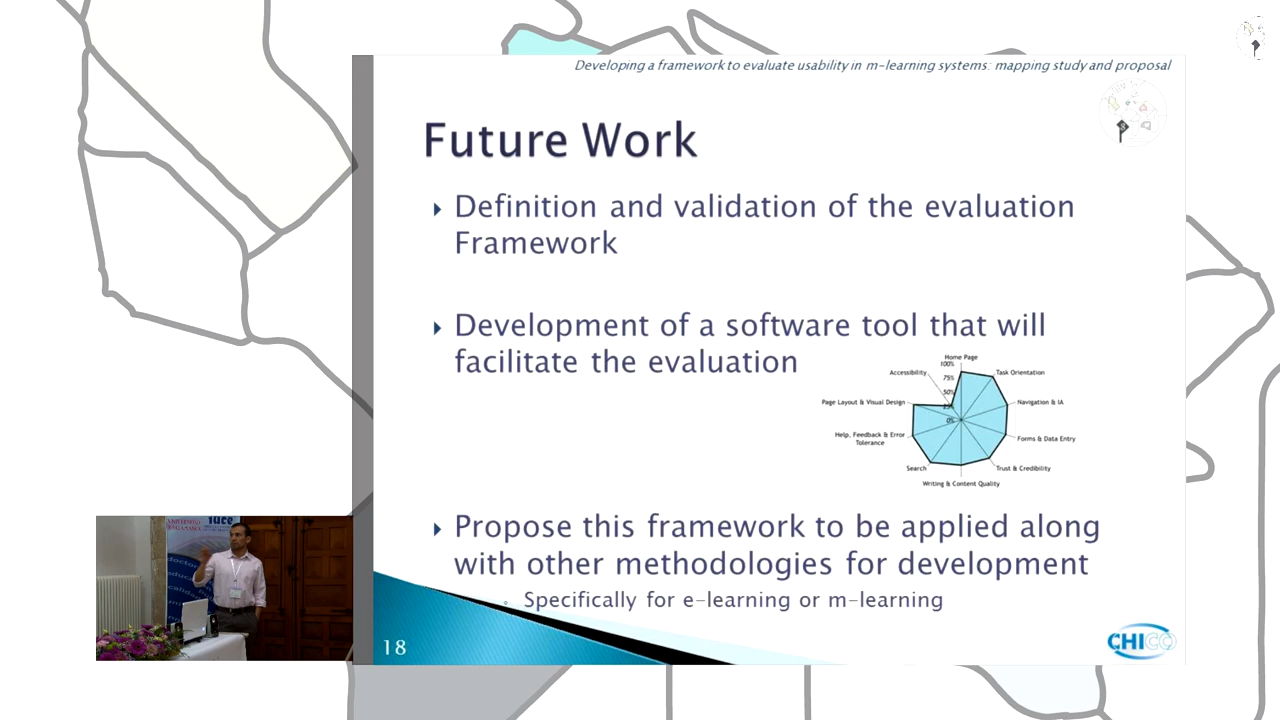 Developing a framework to evaluate usability in m-learning systems: mapping study and proposal
Future Work
Definition and validation of the evaluation
Framework
Development of a software tool that will
facilitate the evaluation
Home Page
100%
Accessibility
Task Orientation
75%
50%
Page Layout & Visual Design
Navigation & IA
25%
0%
Help, Feedback & Error
Tolerance
Forms & Data Entry
Search
Trust & Credibility
Writing & Content Quality
Propose this framework to be applied along
with other methodologies for development
Specifically for e-learning or m-learning
18
CHICO
iuce